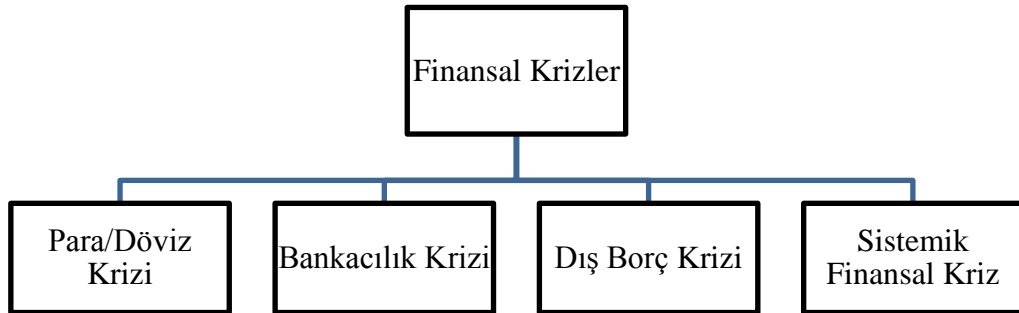 Finansal Krizler
Para/Döviz
Krizi
Bankacılık Krizi
Dış Borç Krizi
Sistemik
Finansal Kriz